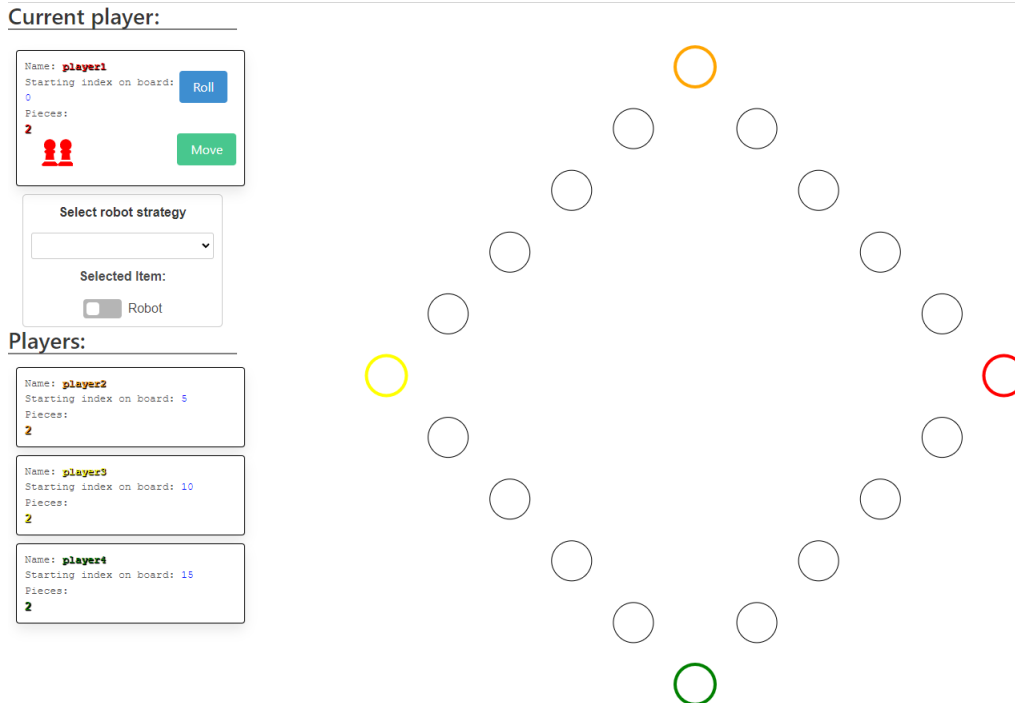 Current player:
Name: player1
Starting index on board:
0
Pieces:
2
Roll
Move
Select robot strategy
Selected Item:
Robot
Players:
Name: player2
Starting index on board: 5
Pieces:
2
Name: player3
Starting index on board: 10
Pieces:
2
Name: player4
Starting index on board: 15
Pieces:
2